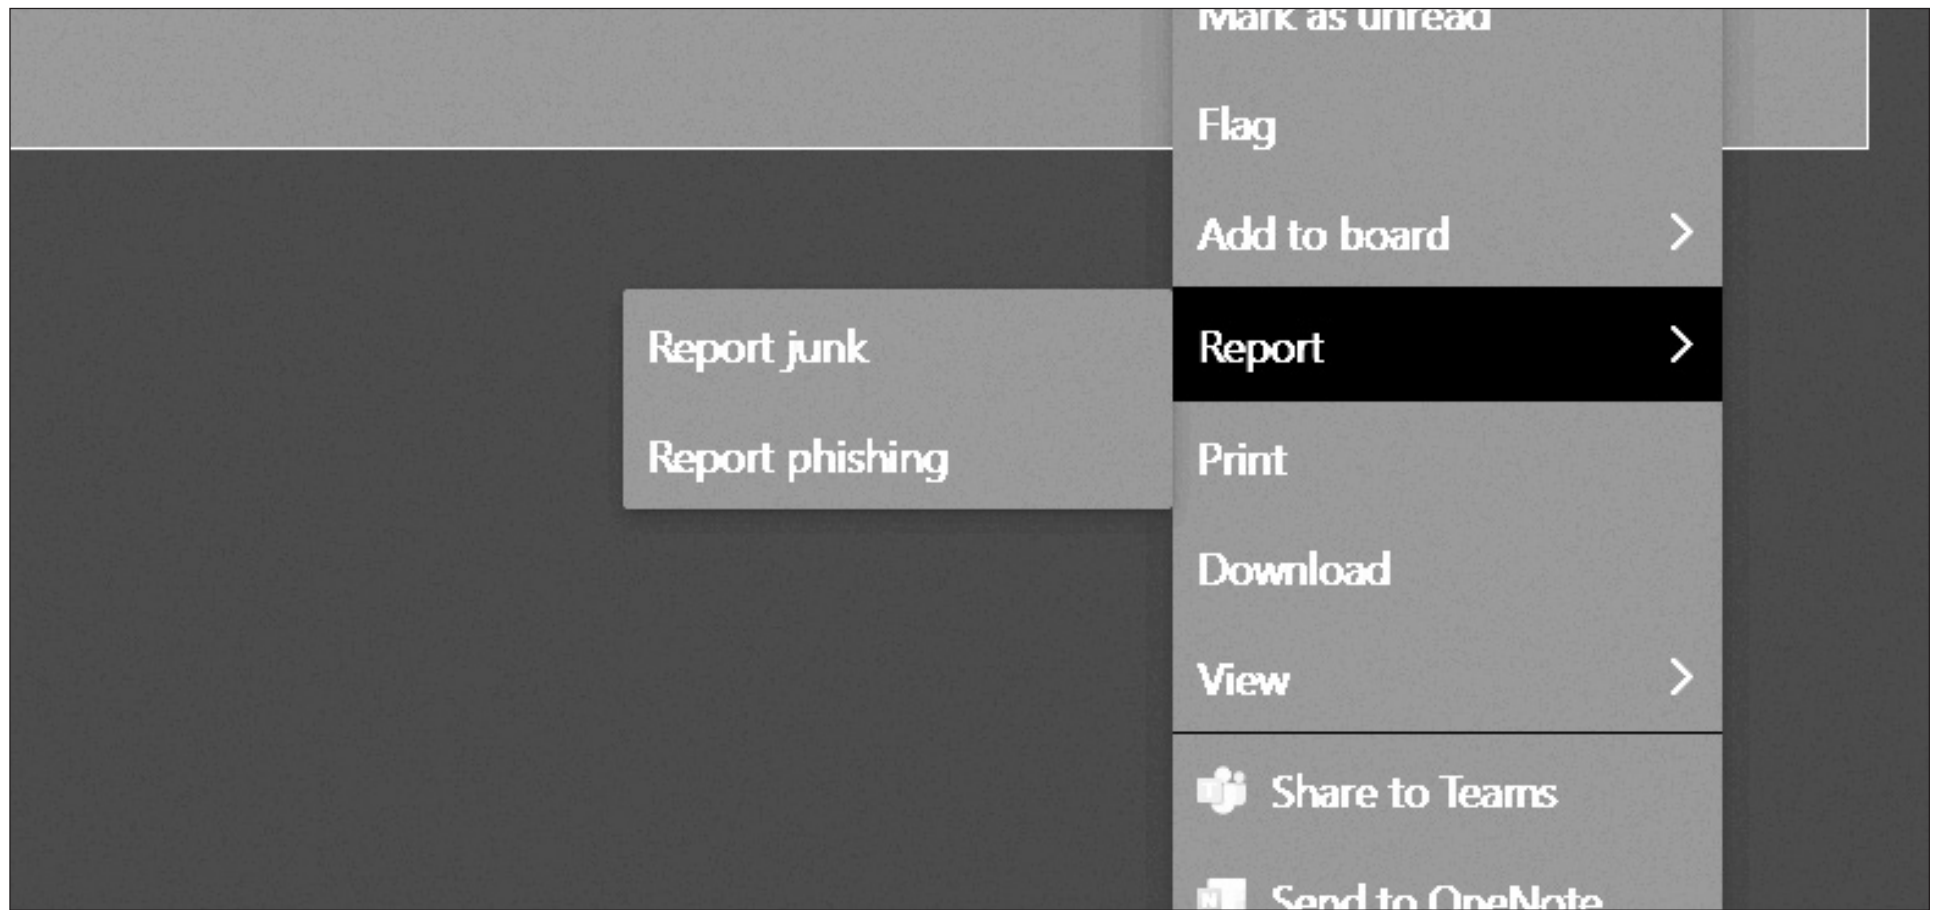 Mark as unread
Flag
Add to board
Report junk
Report
Report phishing
Print
Download
View
Share to Teams
Send to OneNote